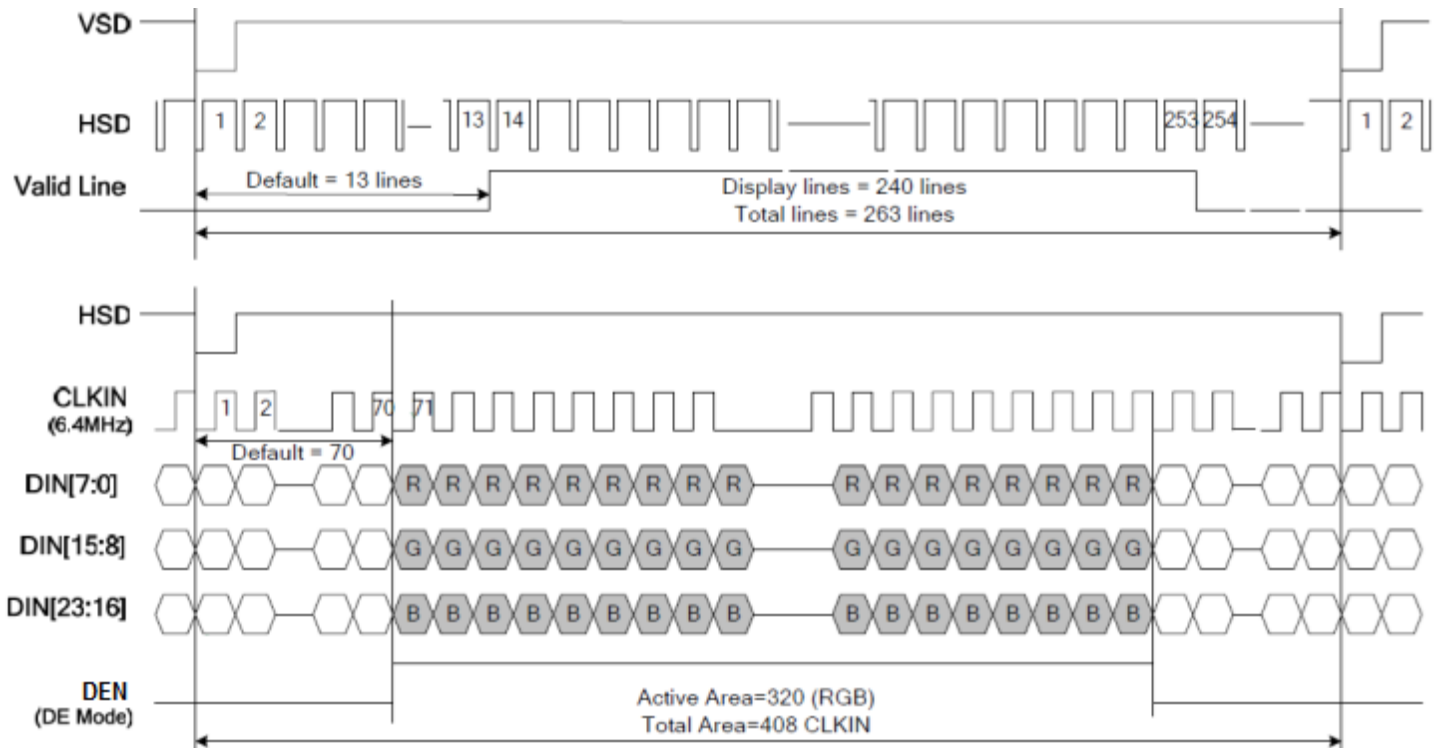 VSD
HSD 1 2 13 14 253 254 1 2
Valid Line
Default = 13 lines
Display lines = 240 lines
Total lines = 263 lines
HSD
CLKIN
(6.4MHz)
1 2 70 71
Default = 70
DIN[7:0] R R R R R R R R R R R R R R R R R
DIN[15:8] G G G G G G G G G G G G G G G G G
DIN[23:16] B B B B B B B B B B B B B B B B B
DEN
(DE Mode)
Active Area=320 (RGB)
Total Area=408 CLKIN